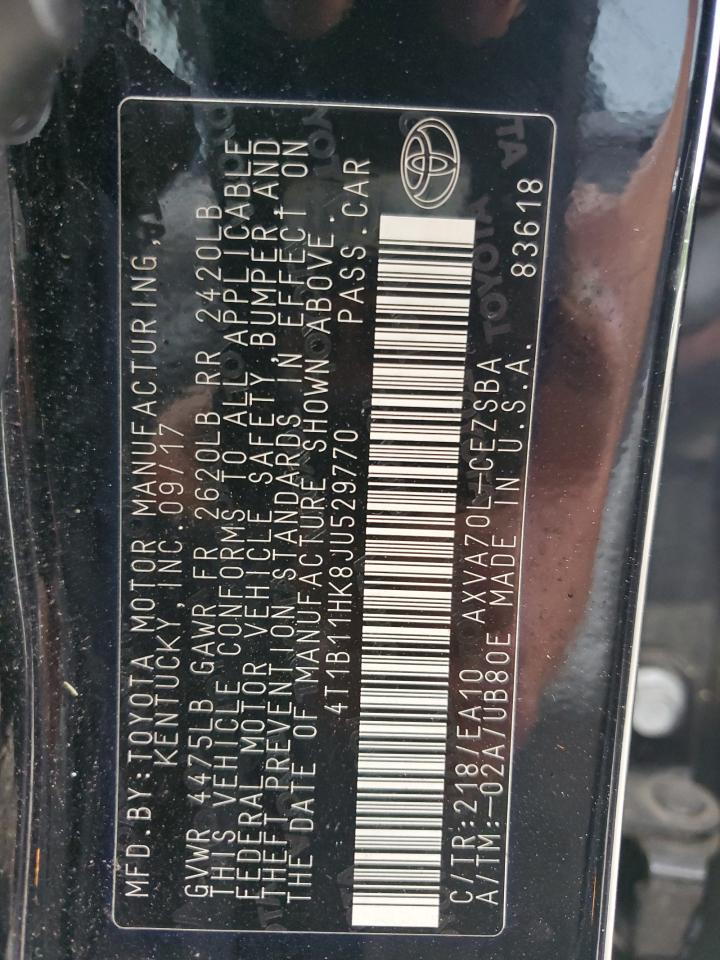 MFD.BY:TOYOTA MOTOR MANUFACTURING,
KENTUCKY, INC. 09/17
GVWR 4475LB GAWR FR 2620LB RR 2420LB
THIS VEHICLE CONFORMS TO ALL APPLICABLE
FEDERAL MOTOR VEHICLE SAFETY,BUMPER,AND
THEFT PREVENTION STANDARDS IN EFFECT ON
THE DATE OF MANUFACTURE SHOWN ABOVE.
4T1B11HK8JU529770 PASS.CAR
C/TR:218/EA10 AXVA70L-CEZSBA
A/TM:-02A/UB80E MADE IN U.S.A. 83618